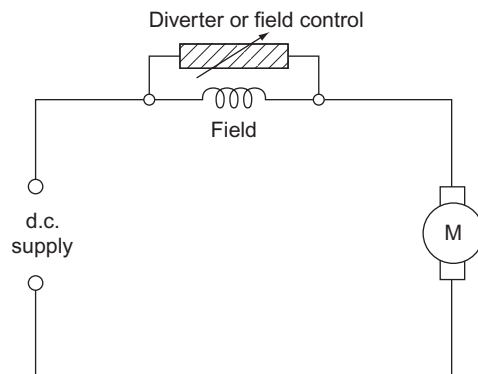 Diverter or field control
Field
d.c.
supply
M